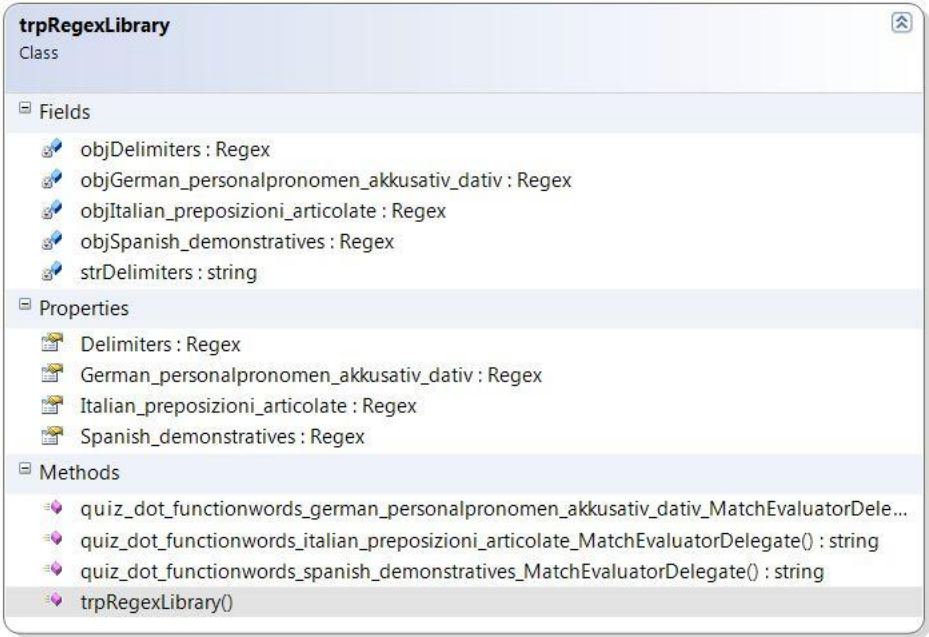 trpRegexLibrary
Class
Fields
objDelimiters : Regex
objGerman_personalpronomen_akkusativ_dativ : Regex
objItalian_preposizioni_articolate : Regex
objSpanish_demonstratives : Regex
strDelimiters : string
Properties
Delimiters : Regex
German_personalpronomen_akkusativ_dativ : Regex
Italian_preposizioni_articolate : Regex
Spanish_demonstratives : Regex
Methods
quiz_dot_functionwords_german_personalpronomen_akkusativ_dativ_MatchEvaluatorDele...
quiz_dot_functionwords_italian_preposizioni_articolate_MatchEvaluatorDelegate() : string
quiz_dot_functionwords_spanish_demonstratives_MatchEvaluatorDelegate() : string
trpRegexLibrary()